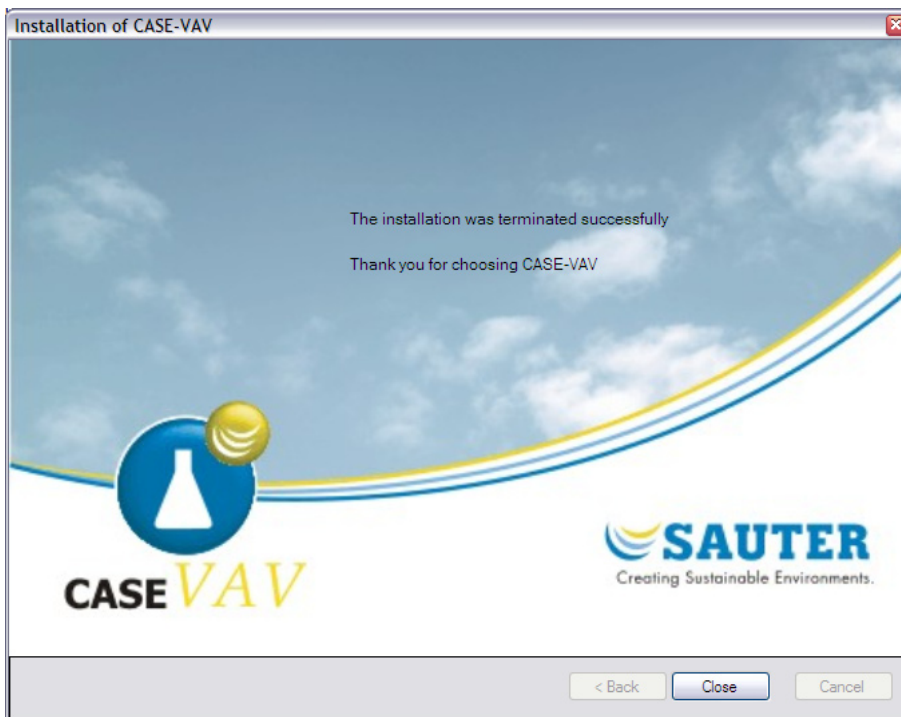 Installation of CASE-VAV
The installation was terminated successfully
Thank you for choosing CASE-VAV
CASE VAV
SAUTER
Creating Sustainable Environments.
< Back Close Cancel